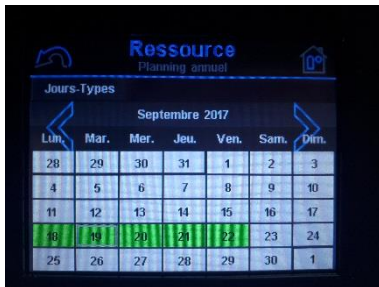 Ressource
Planning annuel
Jours-Types
Septembre 2017
Lun. Mar. Mer. Jeu. Ven. Sam. Dim.
28 29 30 31 1 2 3
4 5 6 7 8 9 10
11 12 13 14 15 16 17
18 19 20 21 22 23 24
25 26 27 28 29 30 1